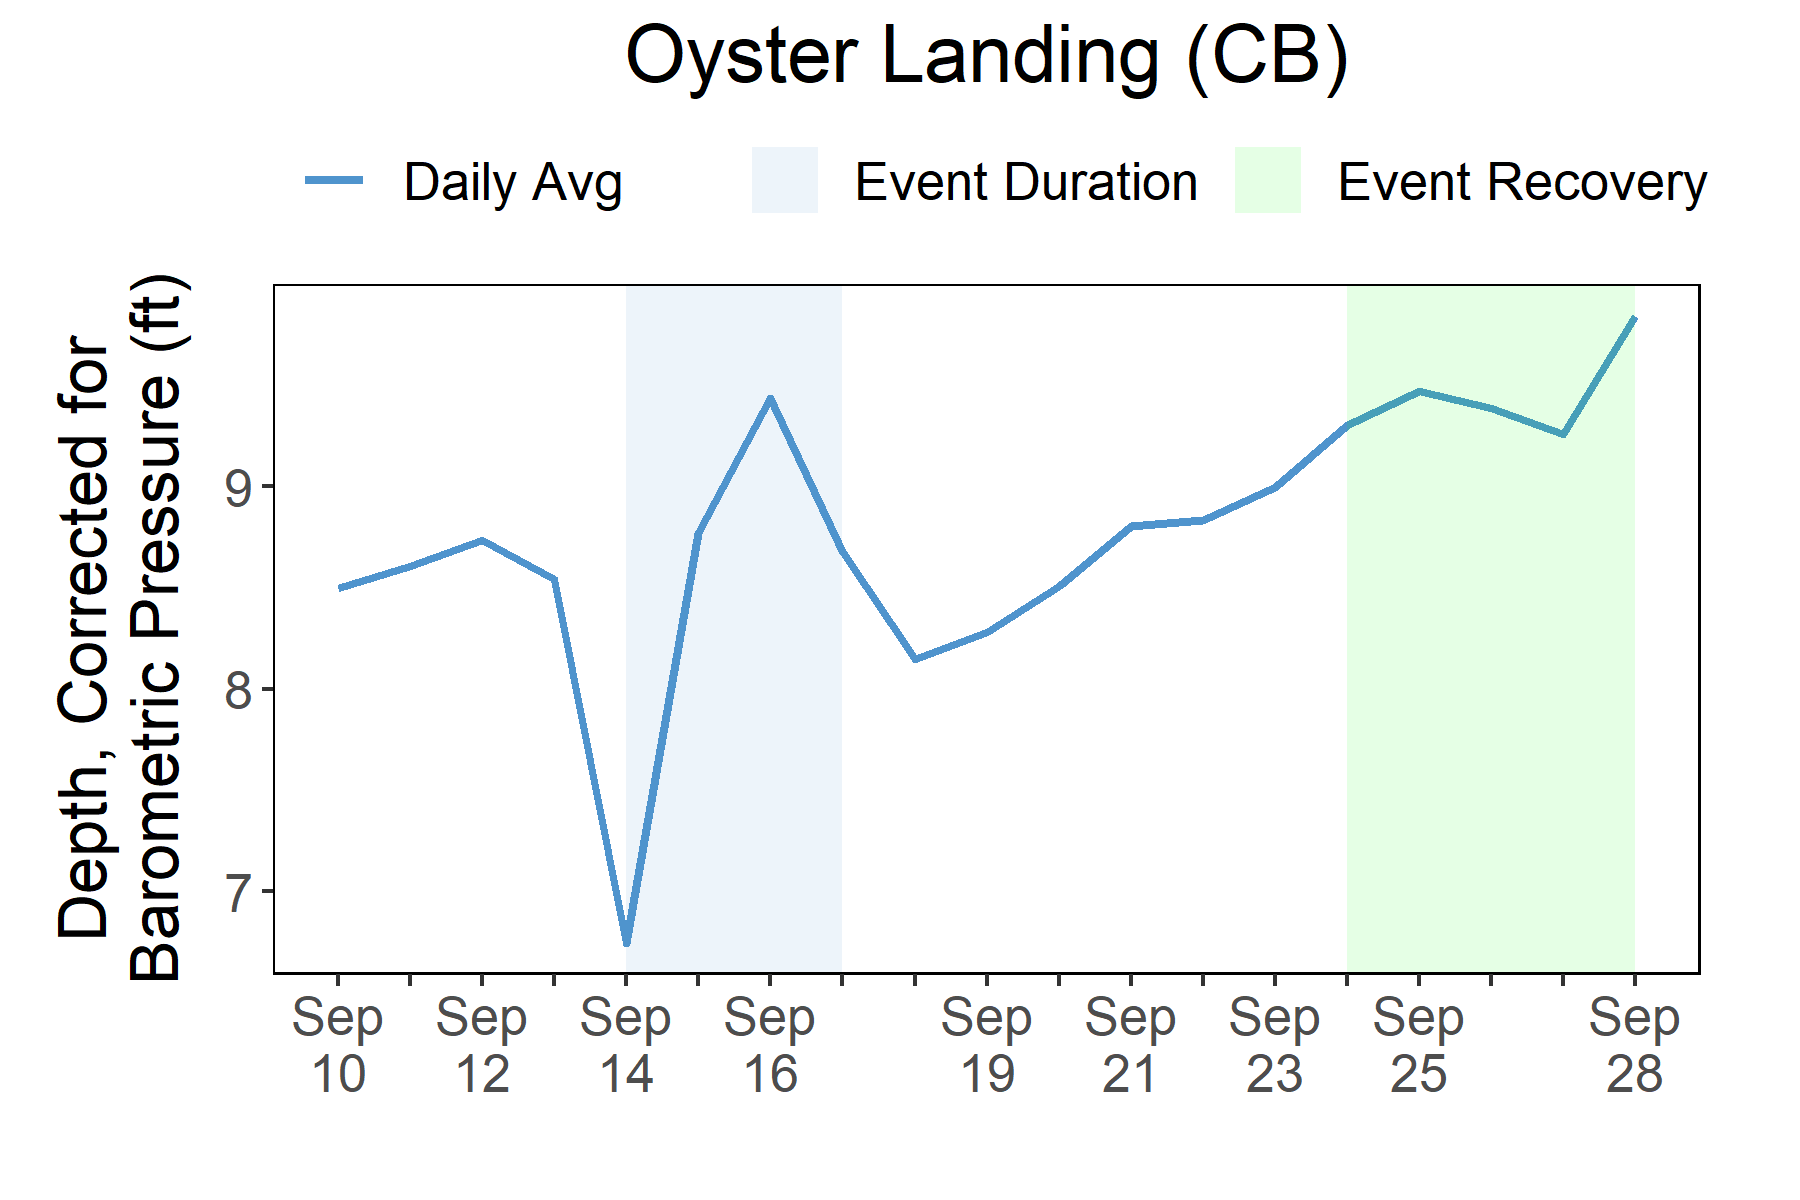 Oyster Landing (CB)
Daily Avg
Event Duration
Event Recovery
Depth, Corrected for
Barometric Pressure (ft)
9
8
7
Sep
10
Sep
12
Sep
14
Sep
16
Sep
19
Sep
21
Sep
23
Sep
25
Sep
28